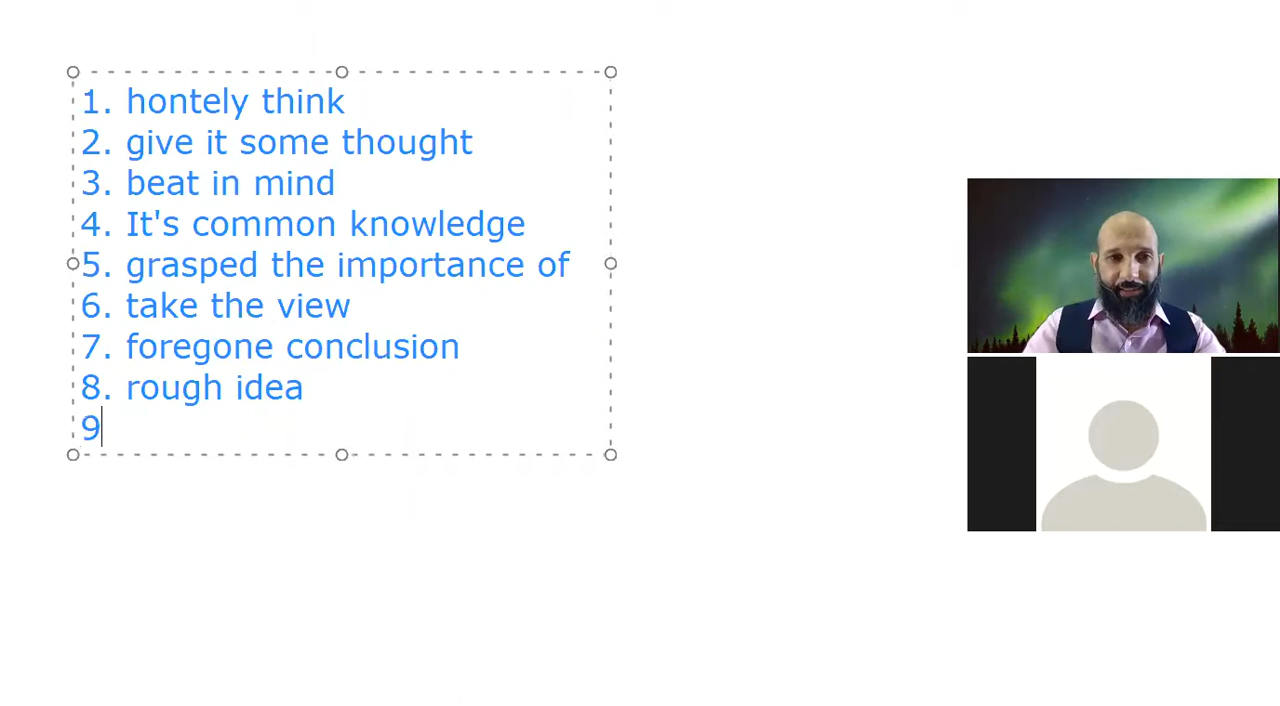 1. hontely think
2. give it some thought
3. beat in mind
4. It's common knowledge
5. grasped the importance of
6. take the view
7. foregone conclusion
8. rough idea
9